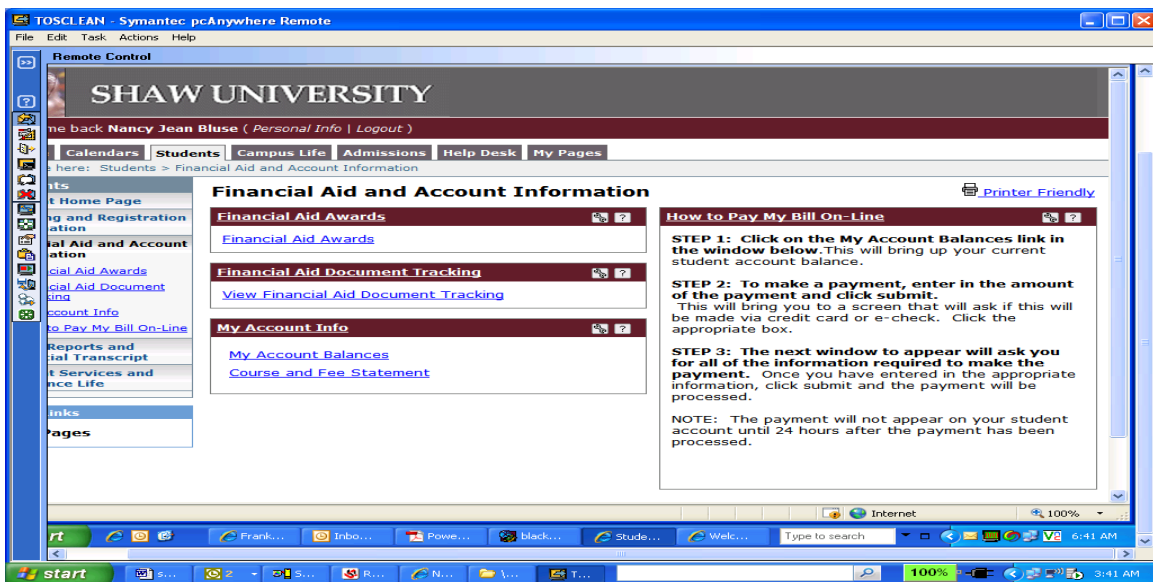 TOSCLEAN - Symantec pcAnywhere Remote
File Edit Task Actions Help
Remote Control
SHAW UNIVERSITY
me back Nancy Jean Bluse ( Personal Info | Logout )
Calendars Students Campus Life Admissions Help Desk My Pages
here: Students > Financial Aid and Account Information
nts
t Home Page
ng and Registration
ation
ial Aid and Account
ation
cial Aid Awards
cial Aid Document
king
ccount Info
to Pay My Bill On-Line
Reports and
cial Transcript
t Services and
nce Life
inks
Pages
Financial Aid and Account Information
Printer Friendly
Financial Aid Awards
Financial Aid Awards
Financial Aid Document Tracking
View Financial Aid Document Tracking
My Account Info
My Account Balances
Course and Fee Statement
How to Pay My Bill On-Line
STEP 1: Click on the My Account Balances link in
the window below.This will bring up your current
student account balance.
STEP 2: To make a payment, enter in the amount
of the payment and click submit.
This will bring you to a screen that will ask if this will
be made via credit card or e-check. Click the
appropriate box.
STEP 3: The next window to appear will ask you
for all of the information required to make the
payment. Once you have entered in the appropriate
information, click submit and the payment will be
processed.
NOTE: The payment will not appear on your student
account until 24 hours after the payment has been
processed.
Internet 100%
rt Frank... Inbo... Powe... black... Stude... Welc... Type to search 6:41 AM
start s... 2 S... R... N... \... T... 100% 3:41 AM